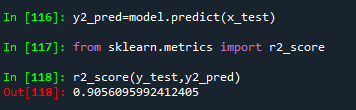 In [116]: y2_pred=model.predict(x_test)
In [117]: from sklearn.metrics import r2_score
In [118]: r2_score(y_test,y2_pred)
Out[118]: 0.9056095992412405